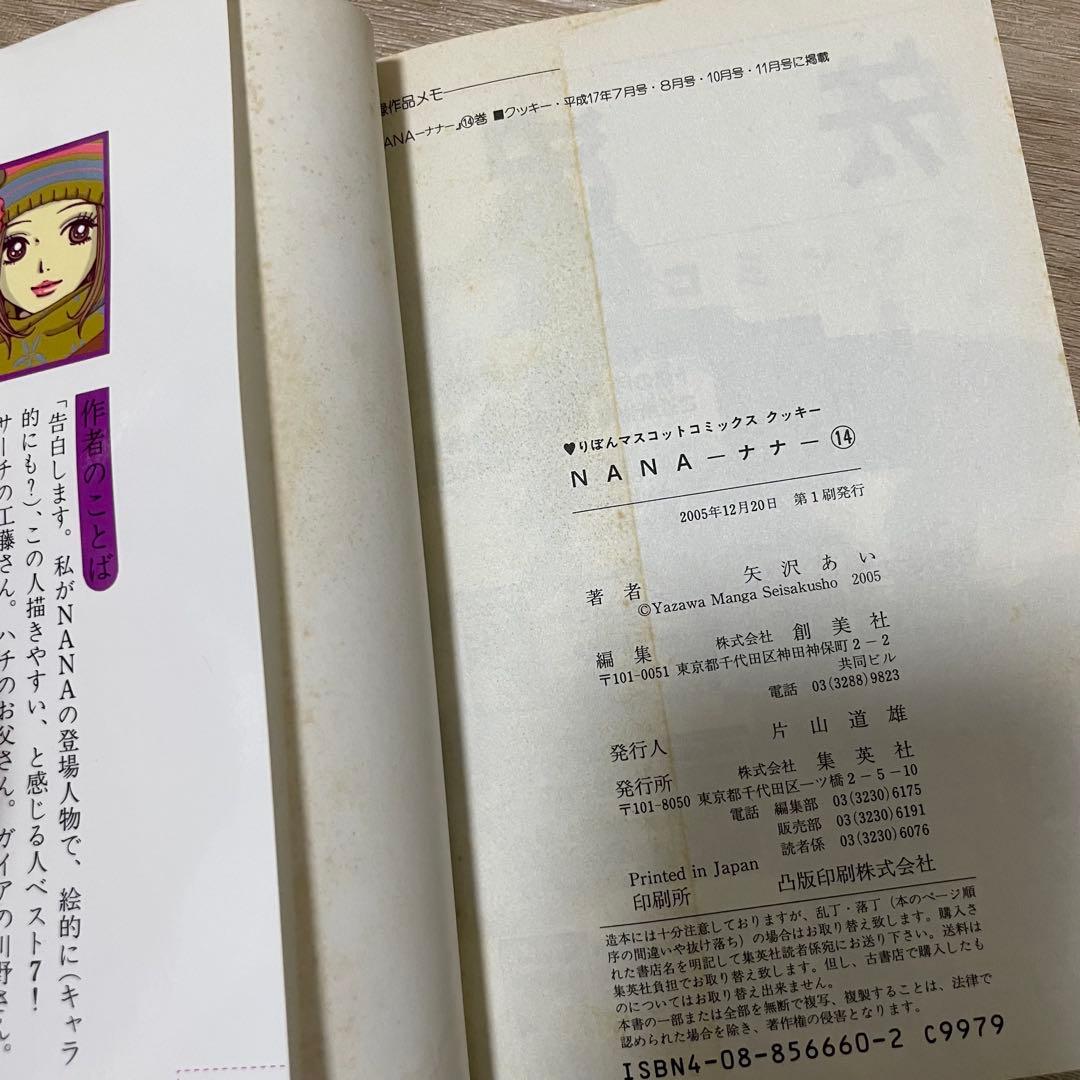 録作品メモ
ANAーナナー』⑭巻 ■クッキー・平成17年7月号・8月号・10月号・11月号に掲載
作者のことば
「告白します。私がNANAの登場人物で、絵的に(キャラ
的にも?)、この人描きやすい、と感じる人ベスト7!
サーチの工藤さん。ハチのお父さん。ガイアの川野さん。
♥りぼんマスコットコミックス クッキー
NANAーナナー ⑭
2005年12月20日 第1刷発行
著者 矢沢あい
©Yazawa Manga Seisakusho 2005
編集 株式会社 創美社
〒101-0051 東京都千代田区神田神保町2-2
共同ビル
電話 03(3288)9823
発行人 片山道雄
発行所 株式会社 集英社
〒101-8050 東京都千代田区一ツ橋2-5-10
電話 編集部 03(3230)6175
販売部 03(3230)6191
読者係 03(3230)6076
Printed in Japan
印刷所 凸版印刷株式会社
造本には十分注意しておりますが、乱丁・落丁(本のページ順
序の間違いや抜け落ち)の場合はお取り替え致します。購入さ
れた書店名を明記して集英社読者係宛にお送り下さい。送料は
集英社負担でお取り替え致します。但し、古書店で購入したも
のについてはお取り替え出来ません。
本書の一部または全部を無断で複写、複製することは、法律で
認められた場合を除き、著作権の侵害となります。
ISBN4-08-856660-2 C9979